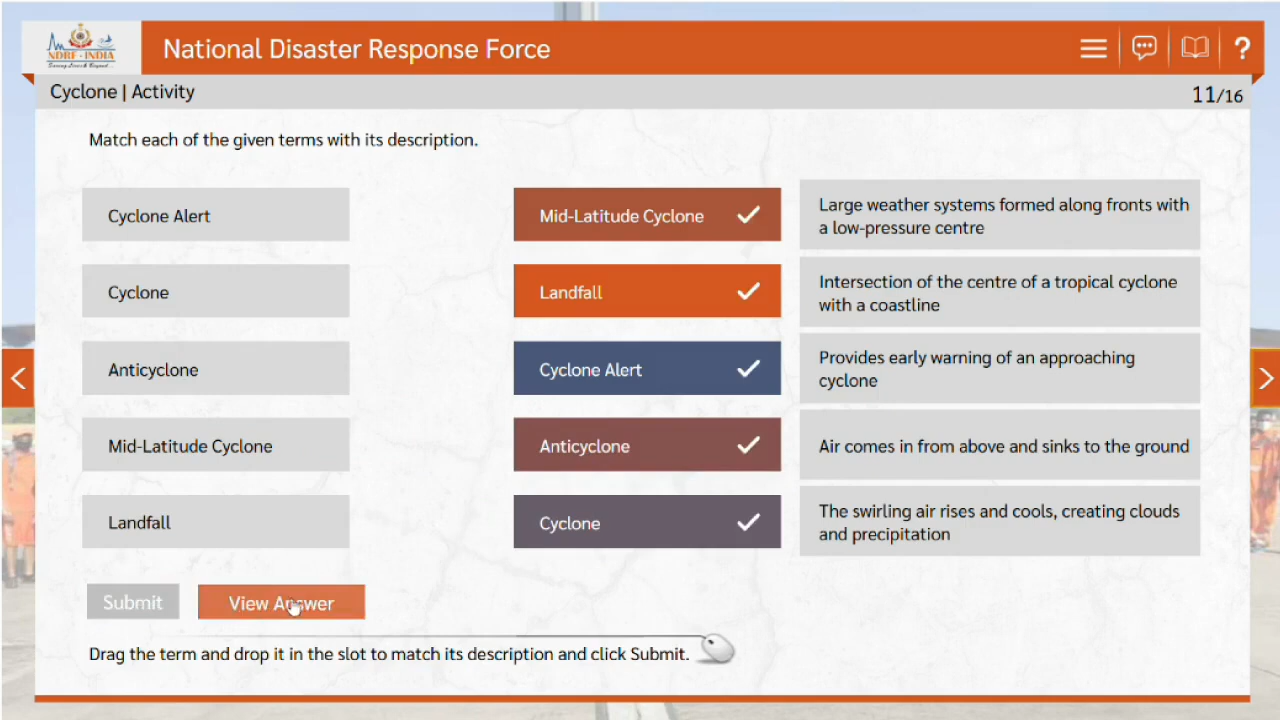 NDRF - INDIA
National Disaster Response Force
?
Cyclone | Activity
11/16
Match each of the given terms with its description.
Cyclone Alert
Mid-Latitude Cyclone
Large weather systems formed along fronts with
a low-pressure centre
Cyclone
Landfall
Intersection of the centre of a tropical cyclone
with a coastline
Anticyclone
Cyclone Alert
Provides early warning of an approaching
cyclone
Mid-Latitude Cyclone
Anticyclone
Air comes in from above and sinks to the ground
Landfall
Cyclone
The swirling air rises and cools, creating clouds
and precipitation
Submit
View Answer
Drag the term and drop it in the slot to match its description and click Submit.